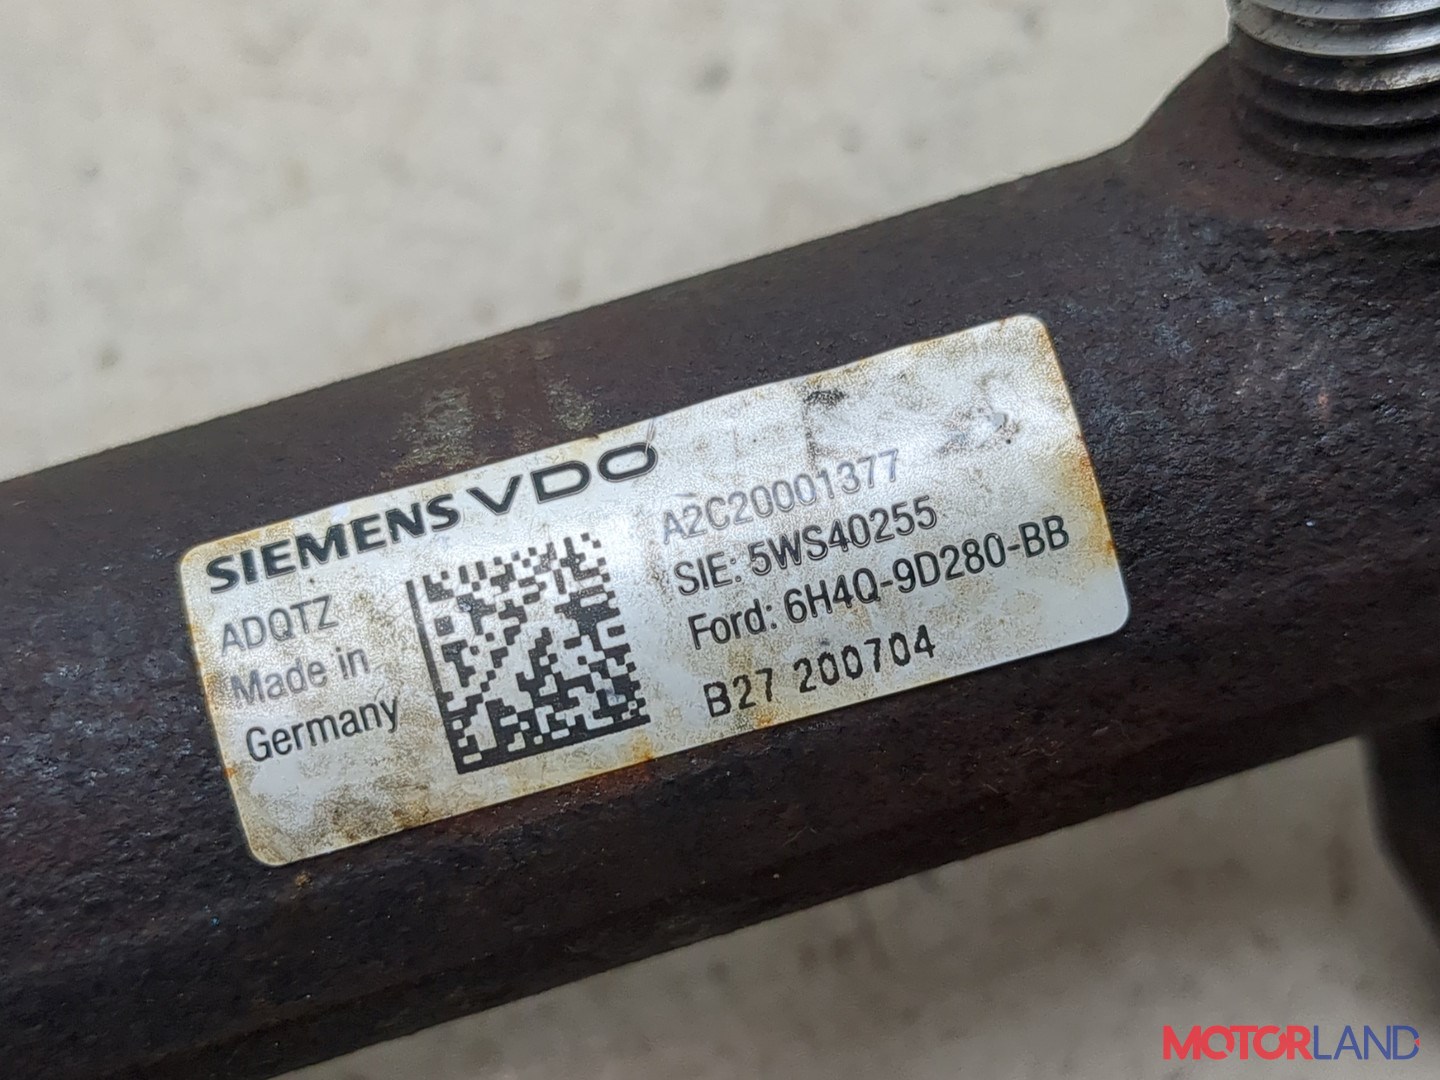 SIEMENS VDO
ADQTZ
Made in
Germany
A2C20001377
SIE: 5WS40255
Ford: 6H4Q-9D280-BB
B27 200704
MOTORLAND